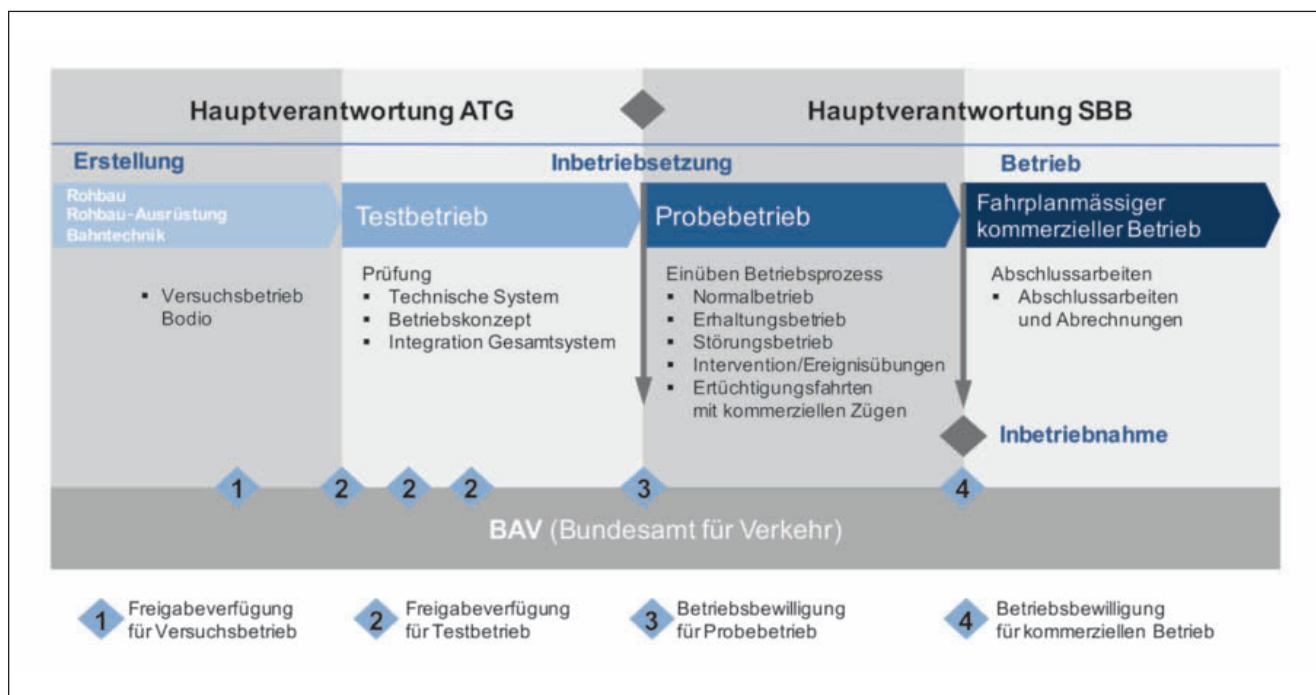 Hauptverantwortung ATG
Hauptverantwortung SBB
Erstellung
Inbetriebsetzung
Betrieb
Rohbau
Rohbau-Ausrüstung
Bahntechnik
Testbetrieb
Probebetrieb
Fahrplanmässiger
kommerzieller Betrieb
▪ Versuchsbetrieb
Bodio
Prüfung
▪ Technische System
▪ Betriebskonzept
▪ Integration Gesamtsystem
Einüben Betriebsprozess
▪ Normalbetrieb
▪ Erhaltungsbetrieb
▪ Störungsbetrieb
▪ Intervention/Ereignisübungen
▪ Ertüchtigungsfahrten
mit kommerziellen Zügen
Abschlussarbeiten
▪ Abschlussarbeiten
und Abrechnungen
Inbetriebnahme
1 2 2 2 3 4
BAV (Bundesamt für Verkehr)
1 Freigabeverfügung
für Versuchsbetrieb
2 Freigabeverfügung
für Testbetrieb
3 Betriebsbewilligung
für Probebetrieb
4 Betriebsbewilligung
für kommerziellen Betrieb